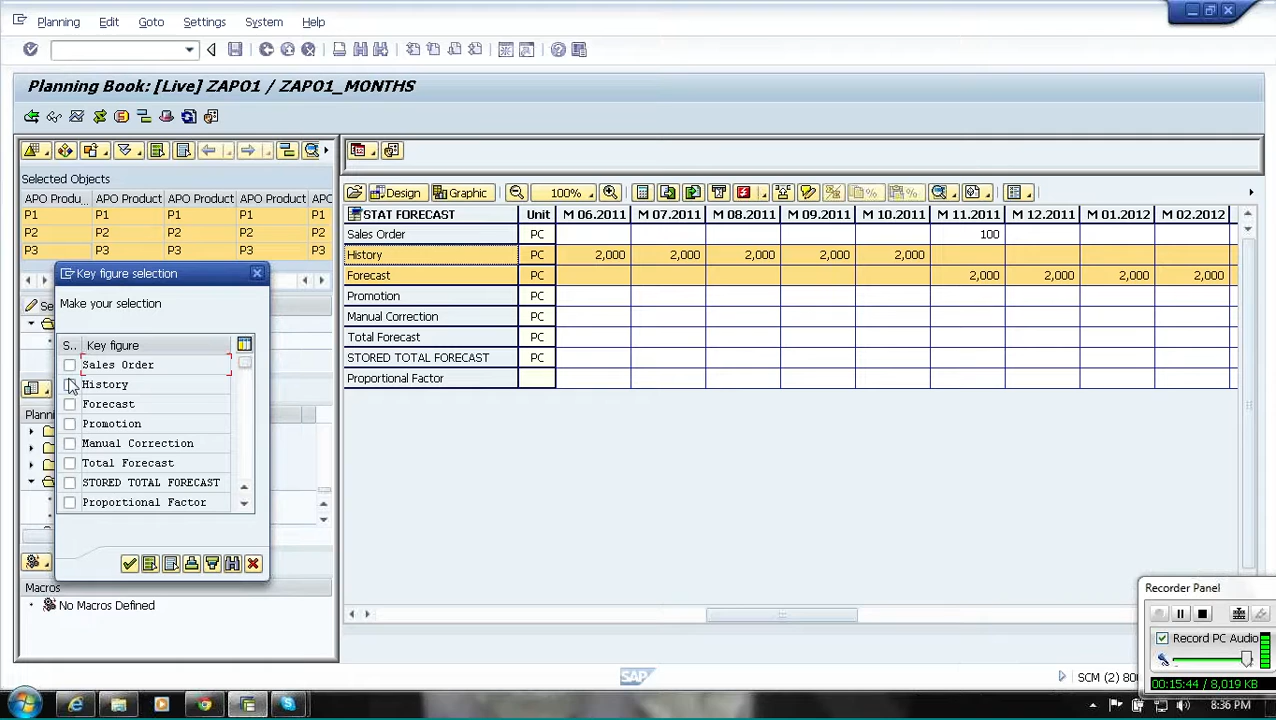 Planning Edit Goto Settings System Help
Planning Book: [Live] ZAPO1 / ZAPO1_MONTHS
Selected Objects
APO Produ... APO Product APO Product APO Product APO
P1 P1 P1 P1 P1
P2 P2 P2 P2 P2
P3 P3 P3 P3 P3
Key figure selection
Make your selection
S.. Key figure
Sales Order
History
Forecast
Promotion
Manual Correction
Total Forecast
STORED TOTAL FORECAST
Proportional Factor
Se
Planni
Macros
No Macros Defined
Design Graphic 100%
STAT FORECAST Unit M 06.2011 M 07.2011 M 08.2011 M 09.2011 M 10.2011 M 11.2011 M 12.2011 M 01.2012 M 02.2012
Sales Order PC 100
History PC 2,000 2,000 2,000 2,000 2,000
Forecast PC 2,000 2,000 2,000 2,000
Promotion PC
Manual Correction PC
Total Forecast PC
STORED TOTAL FORECAST PC
Proportional Factor
Recorder Panel
Record PC Audio
00:15:44 / 8,019 KB
SAP
SCM (2) 80
8:36 PM